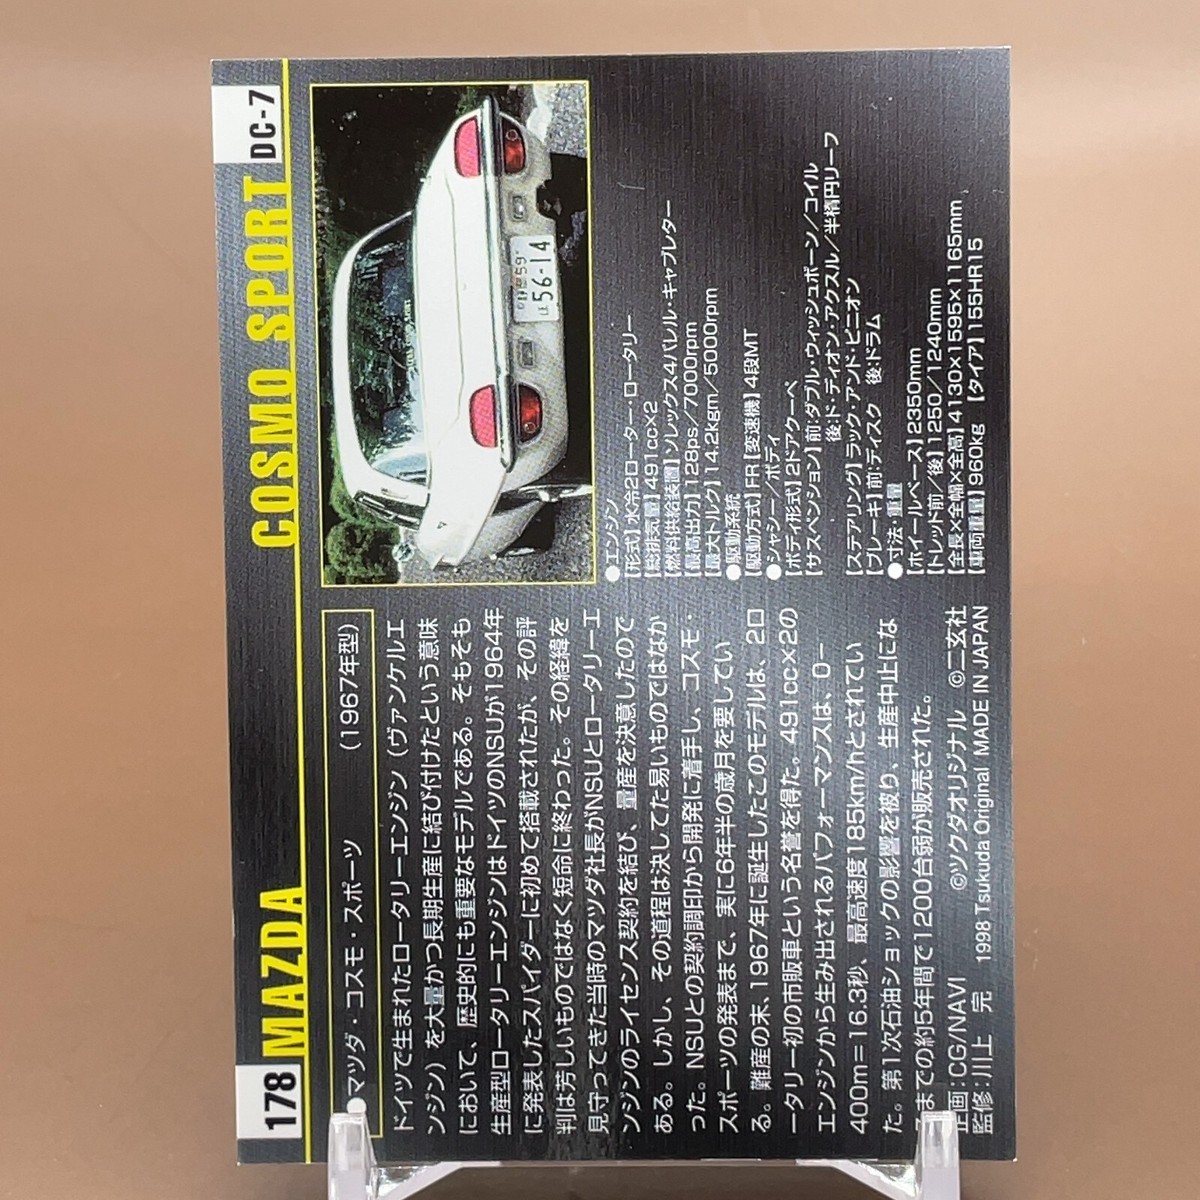 178 MAZDA COSMO SPORT DC-7
●マツダ・コスモ・スポーツ (1967年型)
ドイツで生まれたロータリーエンジン(ヴァンケルエ
ンジン)を大量かつ長期生産に結び付けたという意味
において、歴史的にも重要なモデルである。そもそも
生産型ロータリーエンジンはドイツのNSUが1964年
に発表したスパイダーに初めて搭載されたが、その評
判は芳しいものではなく短命に終わった。その経緯を
見守ってきた当時のマツダ社長がNSUとロータリーエ
ンジンのライセンス契約を結び、量産を決意したので
ある。しかし、その道程は決してた易いものではなか
った。NSUとの契約調印から開発に着手し、コスモ・
スポーツの発表まで、実に6年半の歳月を要してい
る。難産の末、1967年に誕生したこのモデルは、2ロ
ータリー初の市販車という名誉を得た。491cc×2の
エンジンから生み出されるパフォーマンスは、0－
400m＝16.3秒、最高速度185km/hとされてい
た。第1次石油ショックの影響を被り、生産中止にな
るまでの約5年間で1200台弱が販売された。
56-14
●エンジン
【形式】水冷2ローター・ロータリー
【総排気量】491cc×2
【燃料供給装置】ソレックス4バレル・キャブレター
【最高出力】128ps／7000rpm
【最大トルク】14.2kgm／5000rpm
●駆動系統
【駆動方式】FR【変速機】4段MT
●シャシー／ボディ
【ボディ形式】2ドアクーペ
【サスペンション】前:ダブル・ウィッシュボーン／コイル
後:ド・ディオン・アクスル／半楕円リーフ
【ステアリング】ラック・アンド・ピニオン
【ブレーキ】前:ディスク 後:ドラム
●寸法・重量
【ホイールベース】2350mm
【トレッド前／後】1250／1240mm
【全長×全幅×全高】4130×1595×1165mm
【車両重量】960kg 【タイア】155HR15
企画：CG/NAVI ©ツクダオリジナル ©二玄社
監修：川上 完 1998 Tsukuda Original MADE IN JAPAN